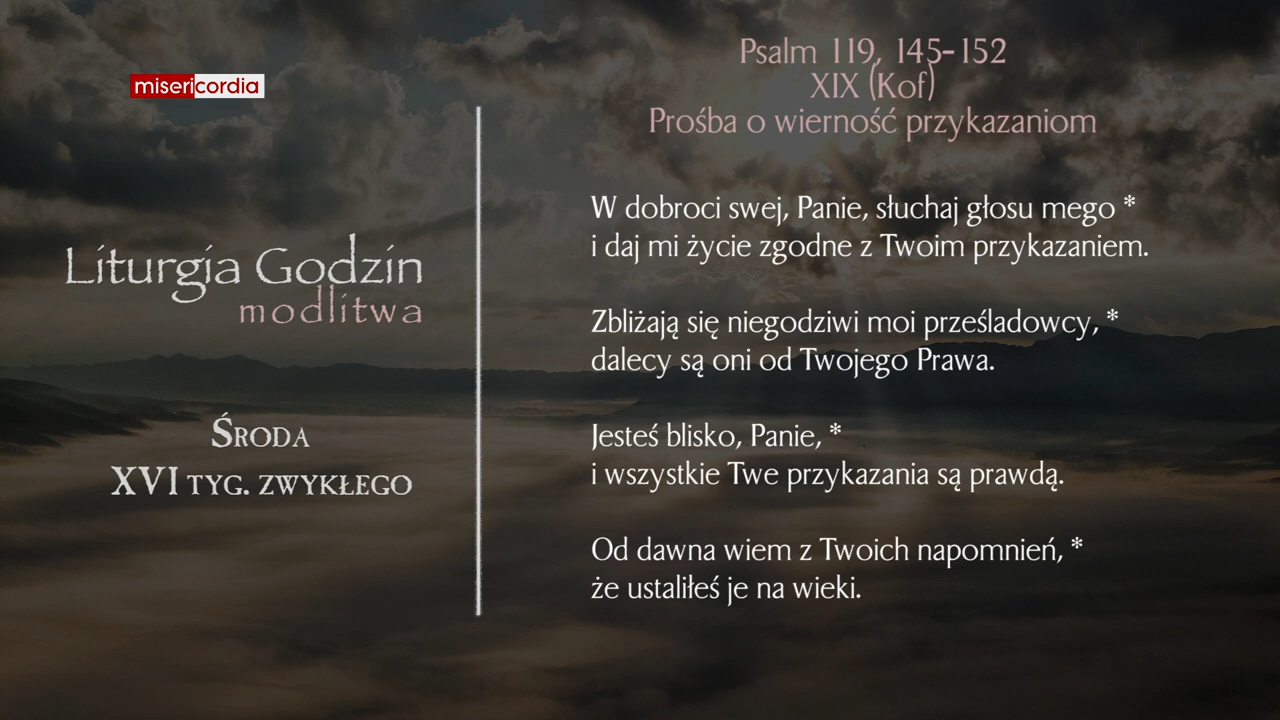 misericordia
Liturgia Godzin
modlitwa
Środa
XVI tyg. zwykłego
Psalm 119, 145-152
XIX (Kof)
Prośba o wierność przykazaniom
W dobroci swej, Panie, słuchaj głosu mego *
i daj mi życie zgodne z Twoim przykazaniem.
Zbliżają się niegodziwi moi prześladowcy, *
dalecy są oni od Twojego Prawa.
Jesteś blisko, Panie, *
i wszystkie Twe przykazania są prawdą.
Od dawna wiem z Twoich napomnień, *
że ustaliłeś je na wieki.